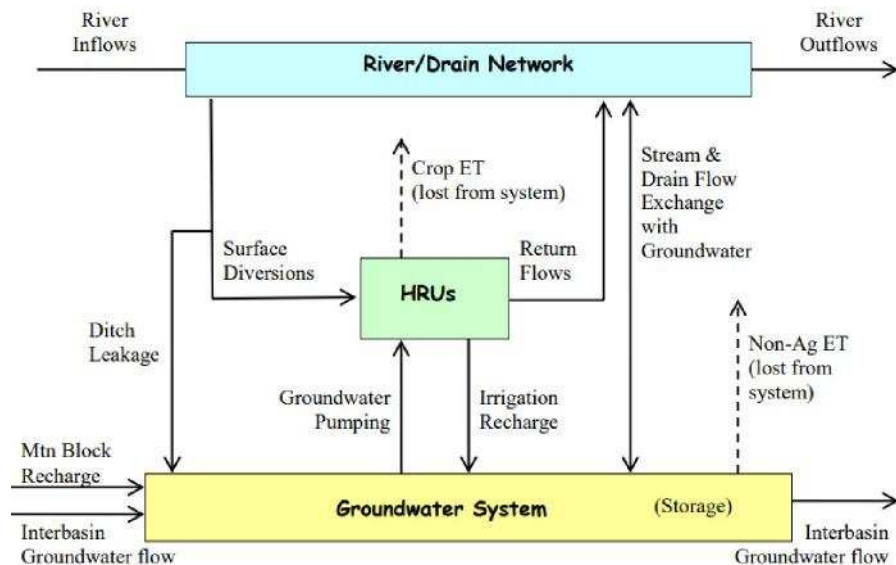 River
Inflows
River/Drain Network
River
Outflows
Crop ET
(lost from system)
Stream &
Drain Flow
Exchange
with
Groundwater
Surface
Diversions
HRUs
Return
Flows
Ditch
Leakage
Non-Ag ET
(lost from
system)
Groundwater
Pumping
Irrigation
Recharge
Mtn Block
Recharge
Groundwater System
(Storage)
Interbasin
Groundwater flow
Interbasin
Groundwater flow